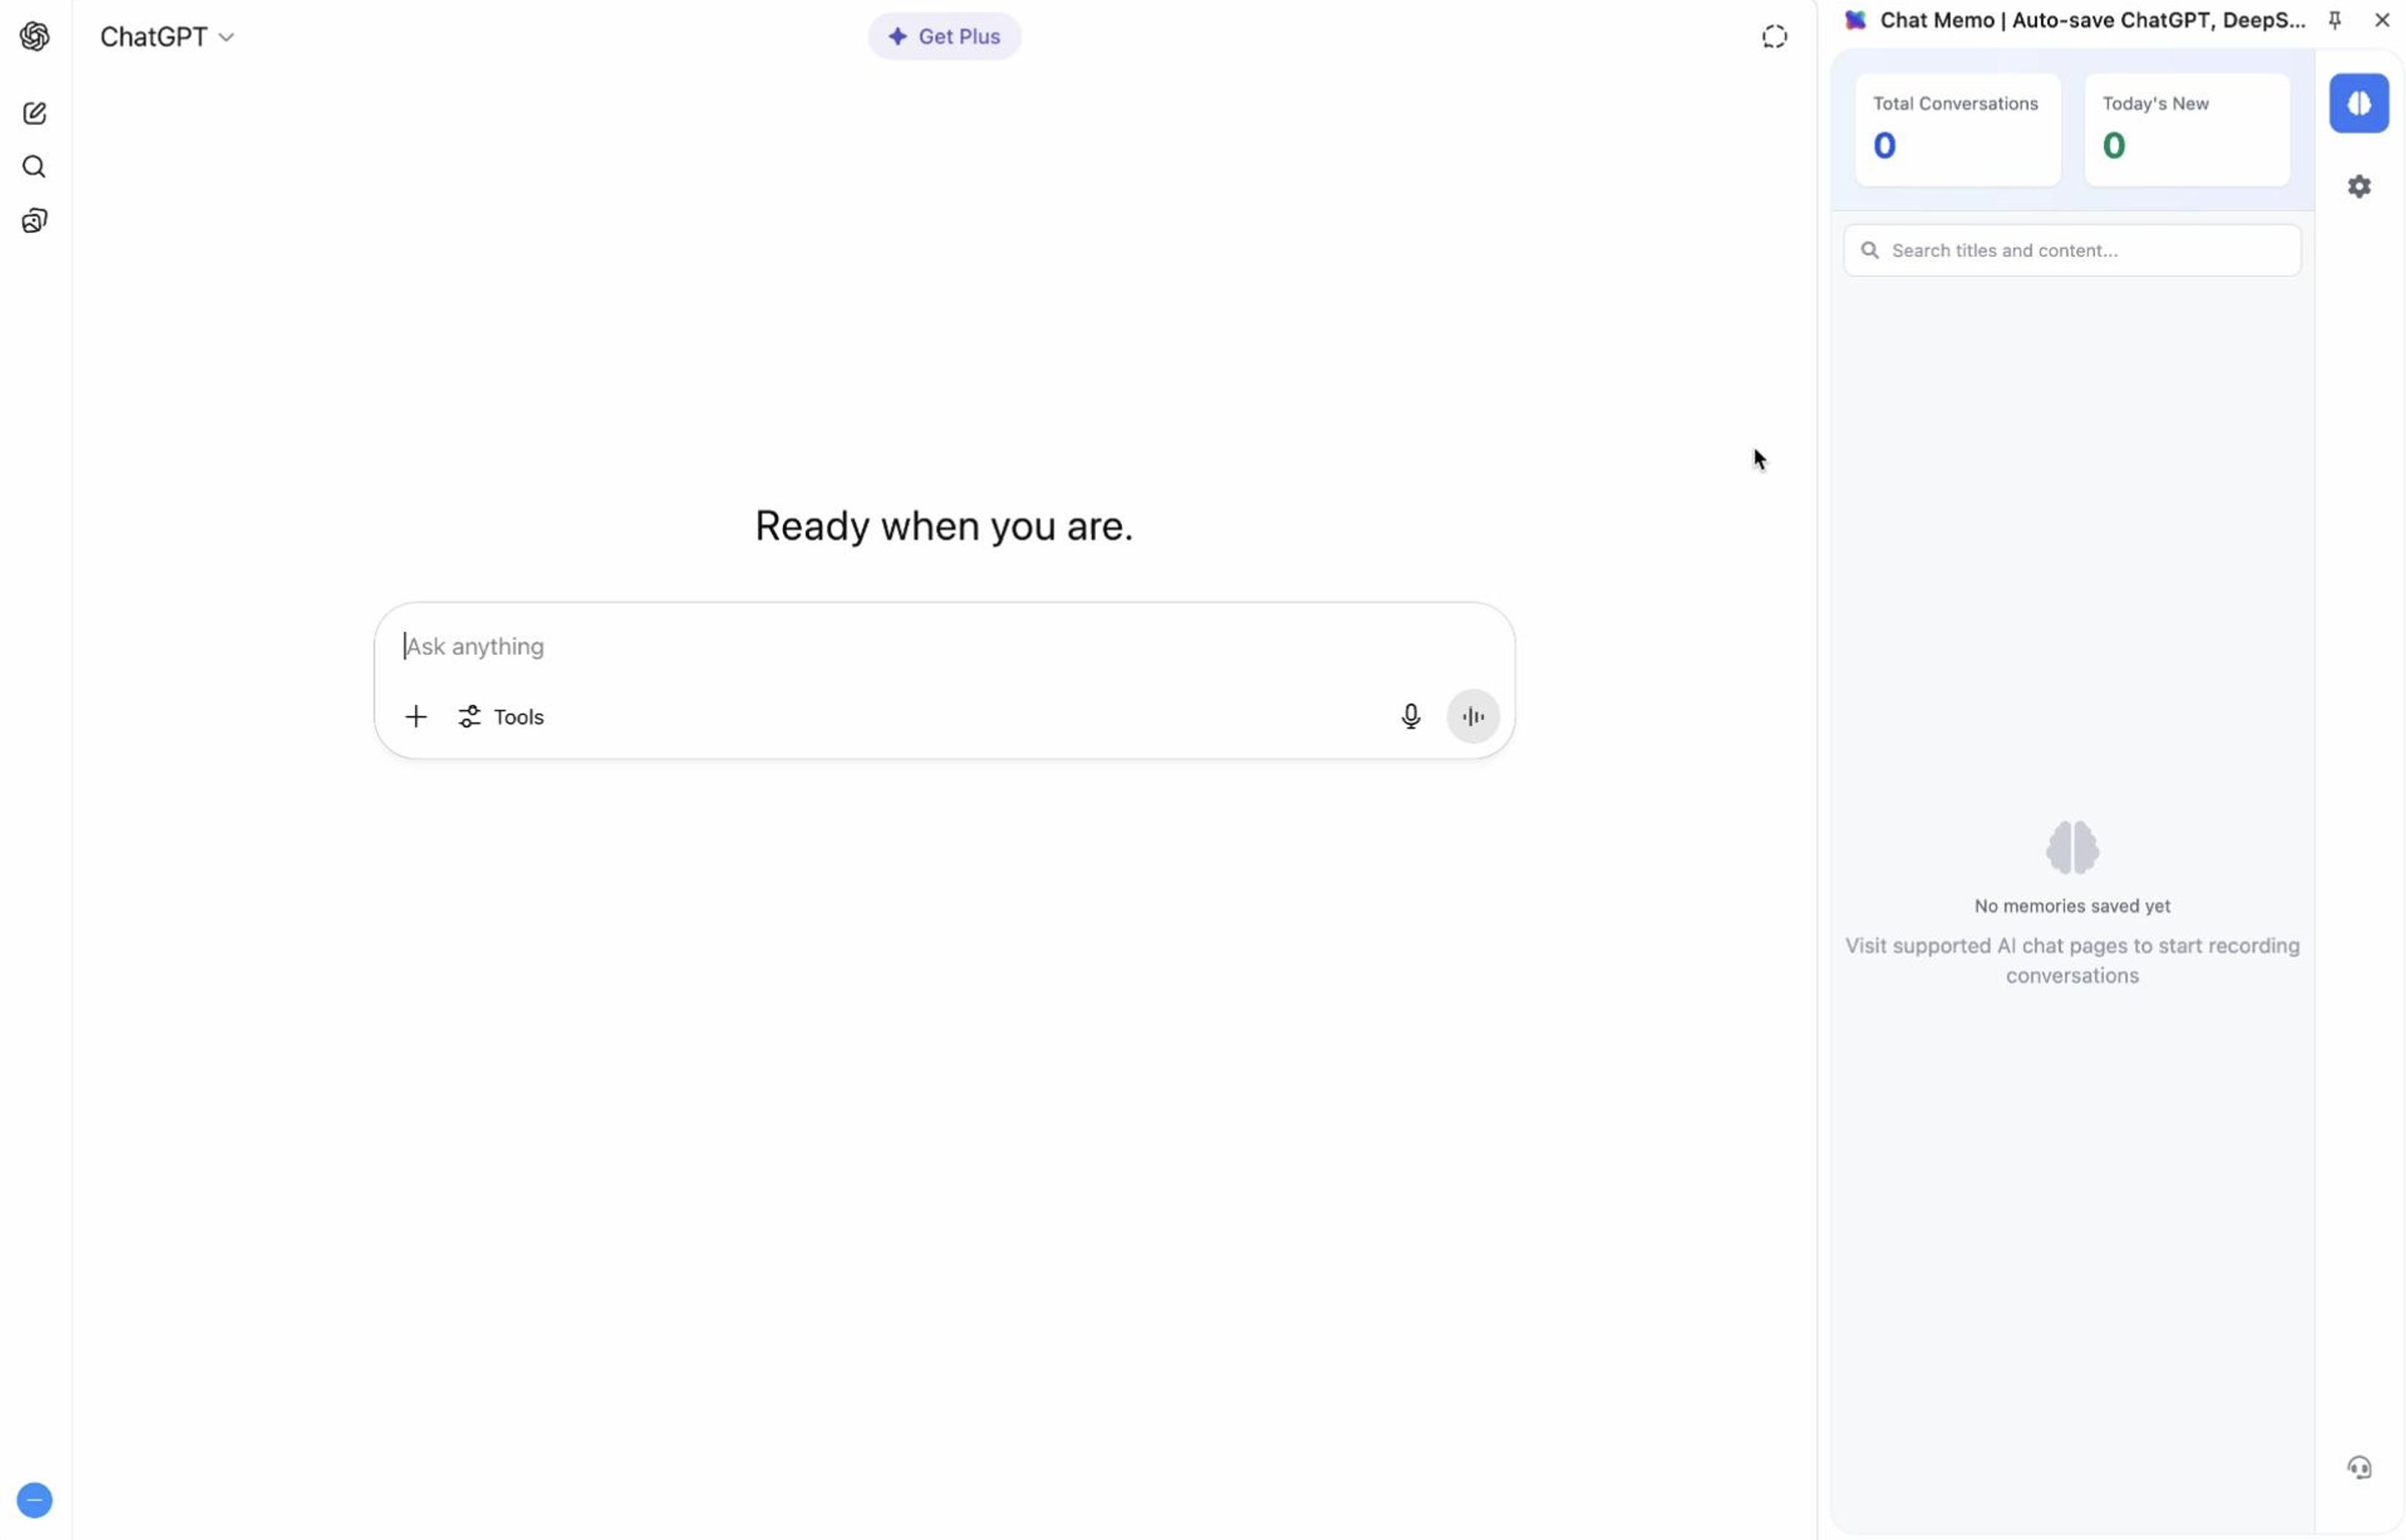 ChatGPT
Get Plus
Ready when you are.
Ask anything
Tools
Chat Memo | Auto-save ChatGPT, DeepS...
Total Conversations
0
Today's New
0
Search titles and content...
No memories saved yet
Visit supported AI chat pages to start recording
conversations